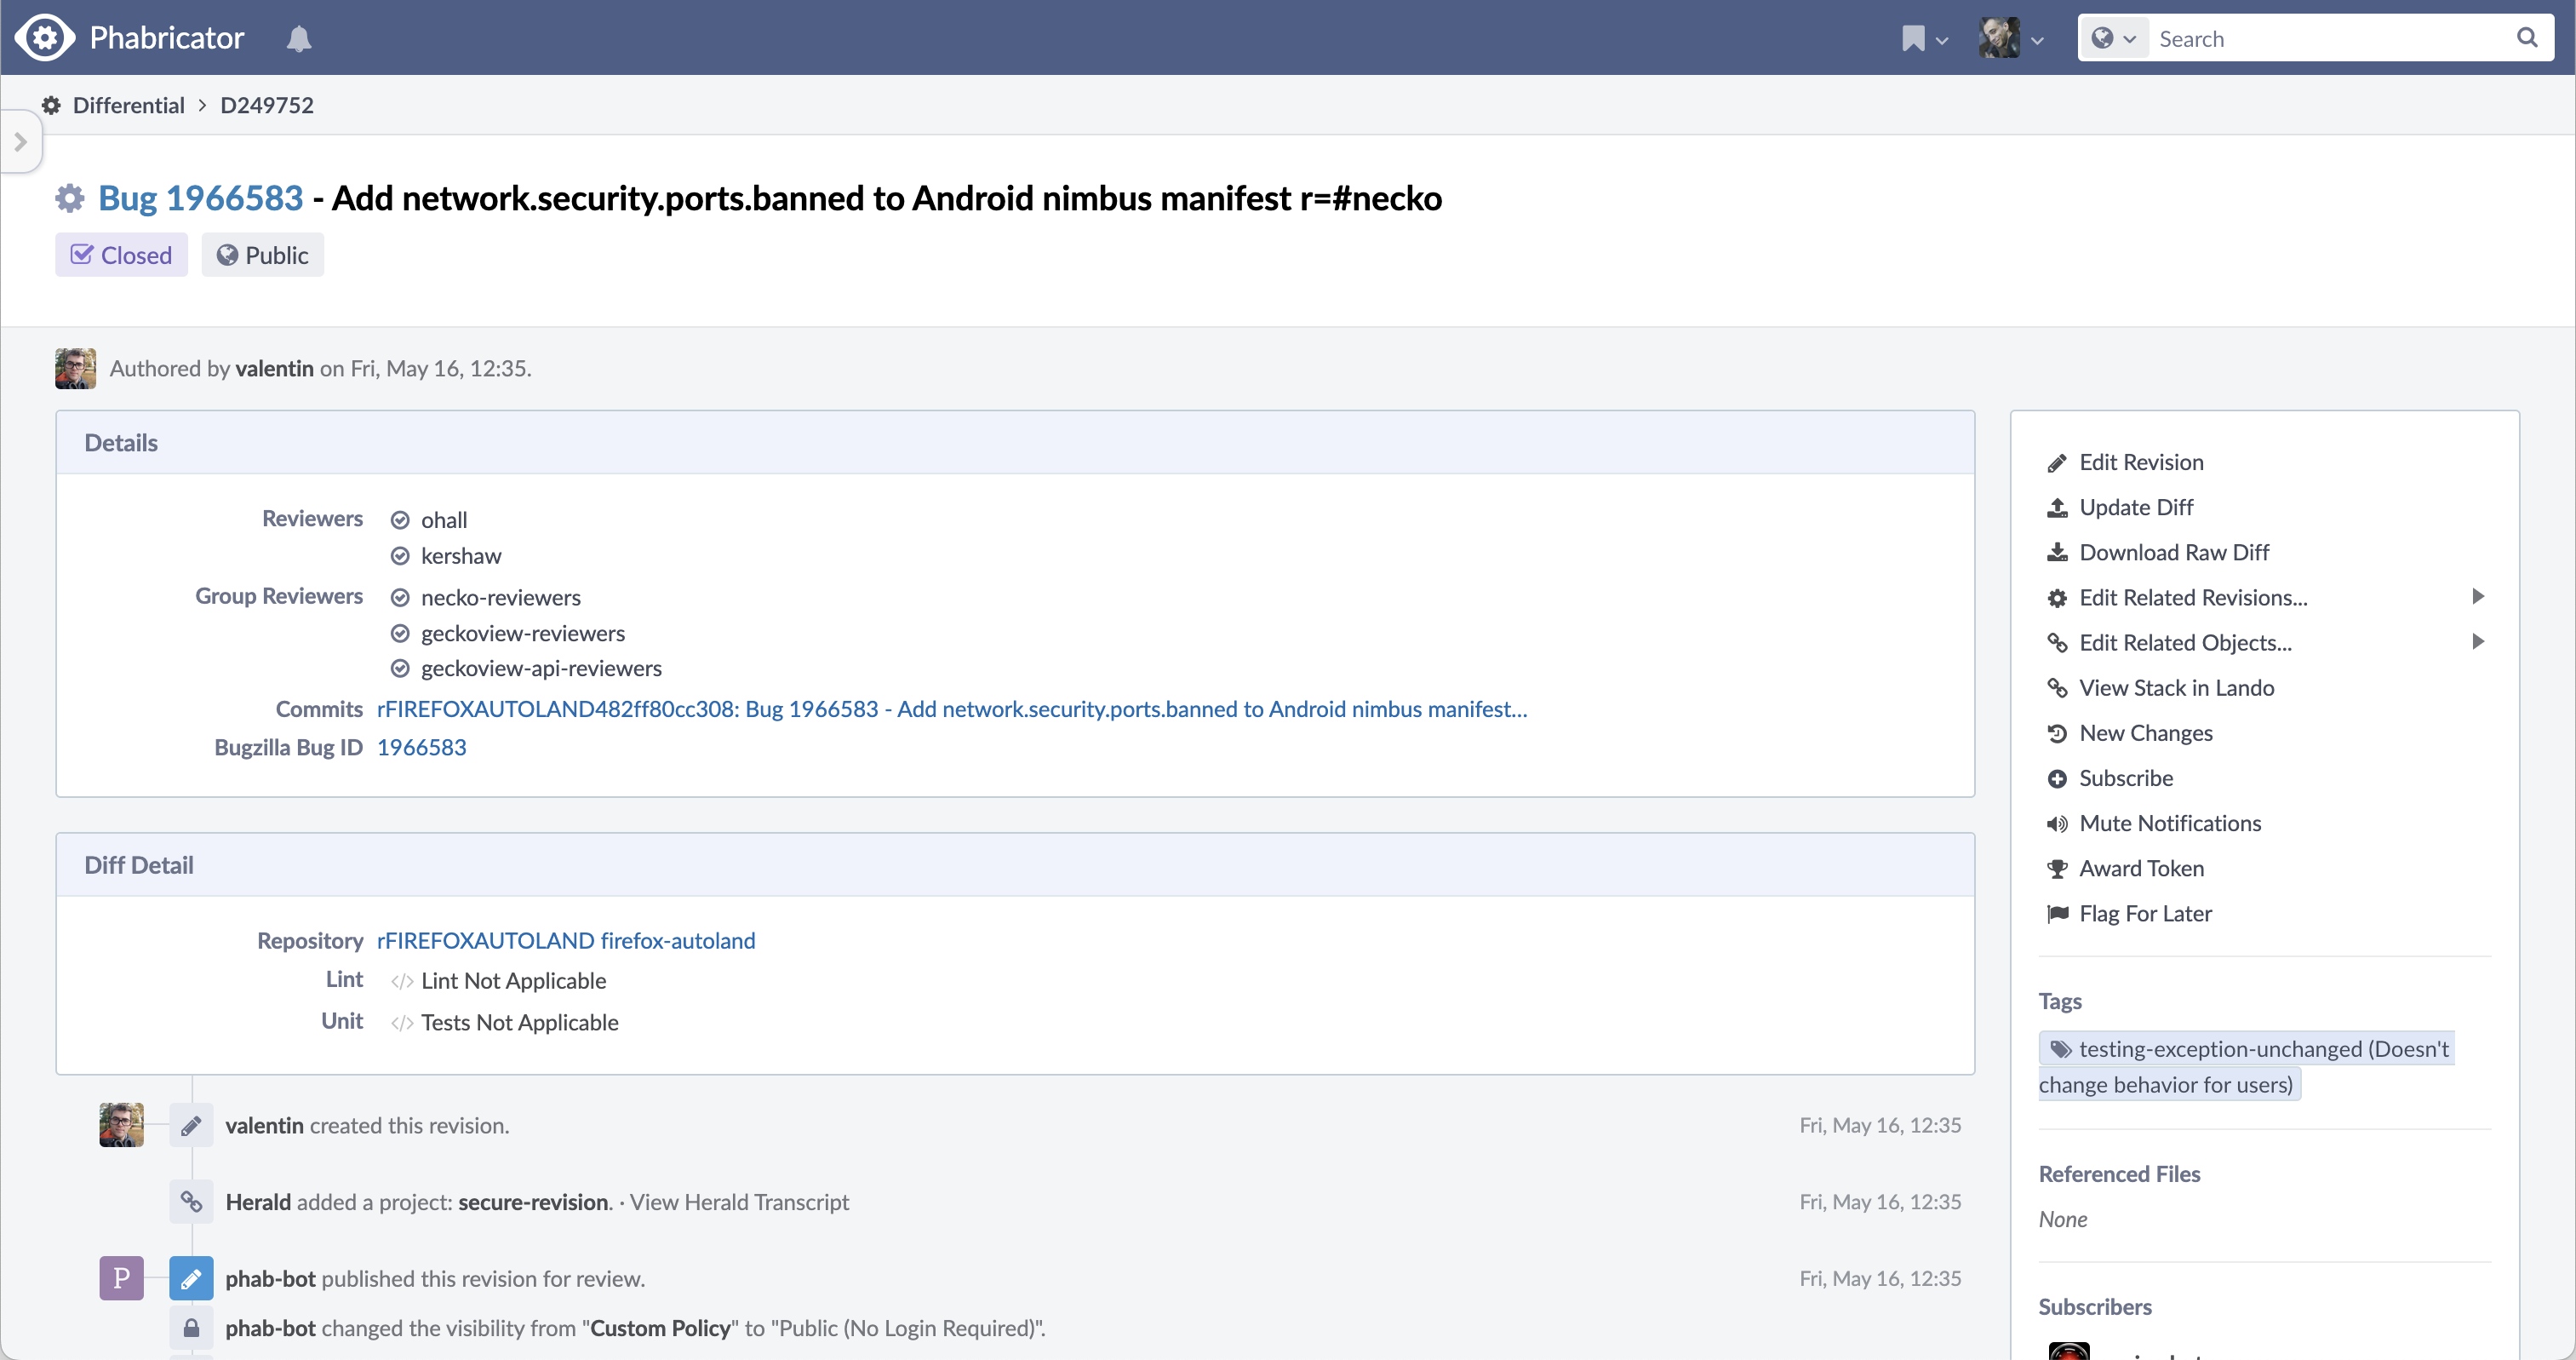 Phabricator
Search
Differential > D249752
Bug 1966583 - Add network.security.ports.banned to Android nimbus manifest r=#necko
Closed
Public
Authored by valentin on Fri, May 16, 12:35.
Details
Reviewers
ohall
kershaw
Group Reviewers
necko-reviewers
geckoview-reviewers
geckoview-api-reviewers
Commits rFIREFOXAUTOLAND482ff80cc308: Bug 1966583 - Add network.security.ports.banned to Android nimbus manifest...
Bugzilla Bug ID 1966583
Diff Detail
Repository rFIREFOXAUTOLAND firefox-autoland
Lint </> Lint Not Applicable
Unit </> Tests Not Applicable
valentin created this revision. Fri, May 16, 12:35
Herald added a project: secure-revision. · View Herald Transcript Fri, May 16, 12:35
P phab-bot published this revision for review. Fri, May 16, 12:35
phab-bot changed the visibility from "Custom Policy" to "Public (No Login Required)".
Edit Revision
Update Diff
Download Raw Diff
Edit Related Revisions...
Edit Related Objects...
View Stack in Lando
New Changes
Subscribe
Mute Notifications
Award Token
Flag For Later
Tags
testing-exception-unchanged (Doesn't
change behavior for users)
Referenced Files
None
Subscribers